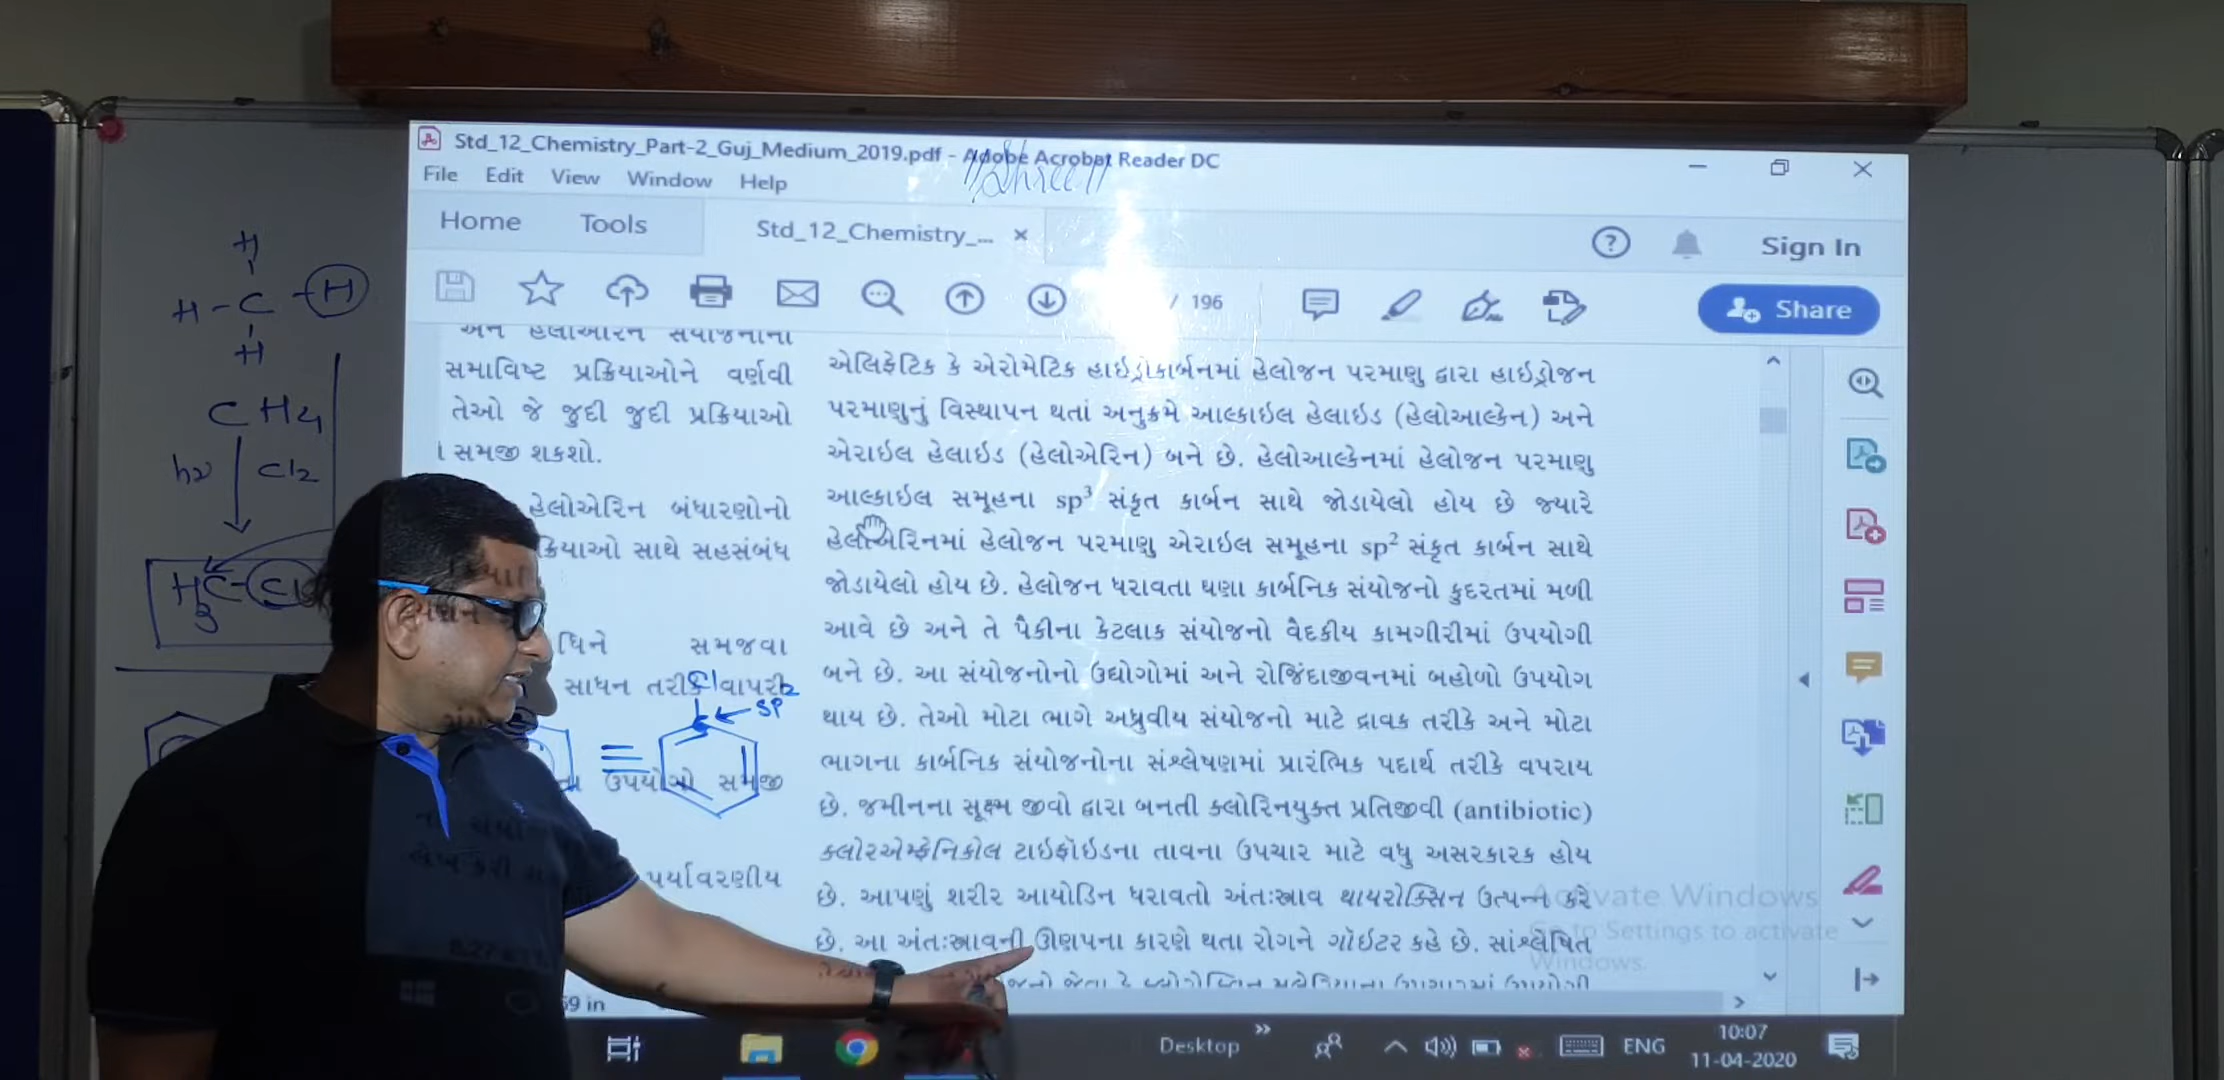 Std_12_Chemistry_Part-2_Guj_Medium_2019.pdf - Adobe Acrobat Reader DC
File Edit View Window Help
// Shree //
Home Tools Std_12_Chemistry_... ×
Sign In
/ 196
Share
સમાવિષ્ટ પ્રક્રિયાઓને વર્ણવી
તેઓ જે જુદી જુદી પ્રક્રિયાઓ
સમજી શકશો.
હેલોએરિન બંધારણોનો
ક્રિયાઓ સાથે સહસંબંધ
સમજવા
સાધન તરીકે વાપરી
ઉપયોગો સમજી
પર્યાવરણીય
એલિફેટિક કે એરોમેટિક હાઇડ્રોકાર્બનમાં હેલોજન પરમાણુ દ્વારા હાઇડ્રોજન
પરમાણુનું વિસ્થાપન થતાં અનુક્રમે આલ્કાઇલ હેલાઇડ (હેલોઆલ્કેન) અને
એરાઇલ હેલાઇડ (હેલોએરિન) બને છે. હેલોઆલ્કેનમાં હેલોજન પરમાણુ
આલ્કાઇલ સમૂહના sp³ સંકૃત કાર્બન સાથે જોડાયેલો હોય છે જ્યારે
હેલોએરિનમાં હેલોજન પરમાણુ એરાઇલ સમૂહના sp² સંકૃત કાર્બન સાથે
જોડાયેલો હોય છે. હેલોજન ધરાવતા ઘણા કાર્બનિક સંયોજનો કુદરતમાં મળી
આવે છે અને તે પૈકીના કેટલાક સંયોજનો વૈદકીય કામગીરીમાં ઉપયોગી
બને છે. આ સંયોજનોનો ઉદ્યોગોમાં અને રોજિંદાજીવનમાં બહોળો ઉપયોગ
થાય છે. તેઓ મોટા ભાગે અધ્રુવીય સંયોજનો માટે દ્રાવક તરીકે અને મોટા
ભાગના કાર્બનિક સંયોજનોના સંશ્લેષણમાં પ્રારંભિક પદાર્થ તરીકે વપરાય
છે. જમીનના સૂક્ષ્મ જીવો દ્વારા બનતી ક્લોરિનયુક્ત પ્રતિજીવી (antibiotic)
ક્લોરએમ્ફેનિકોલ ટાઇફૉઇડના તાવના ઉપચાર માટે વધુ અસરકારક હોય
છે. આપણું શરીર આયોડિન ધરાવતો અંતઃસ્રાવ થાયરોક્સિન ઉત્પન્ન કરે
છે. આ અંતઃસ્રાવની ઊણપના કારણે થતા રોગને ગૉઇટર કહે છે. સાંશ્લેષિત
Activate Windows
Go to Settings to activate
Windows.
H
H - C - H
H
CH4
hν Cl2
H3C-Cl
Cl
sp2
Desktop
ENG
10:07
11-04-2020